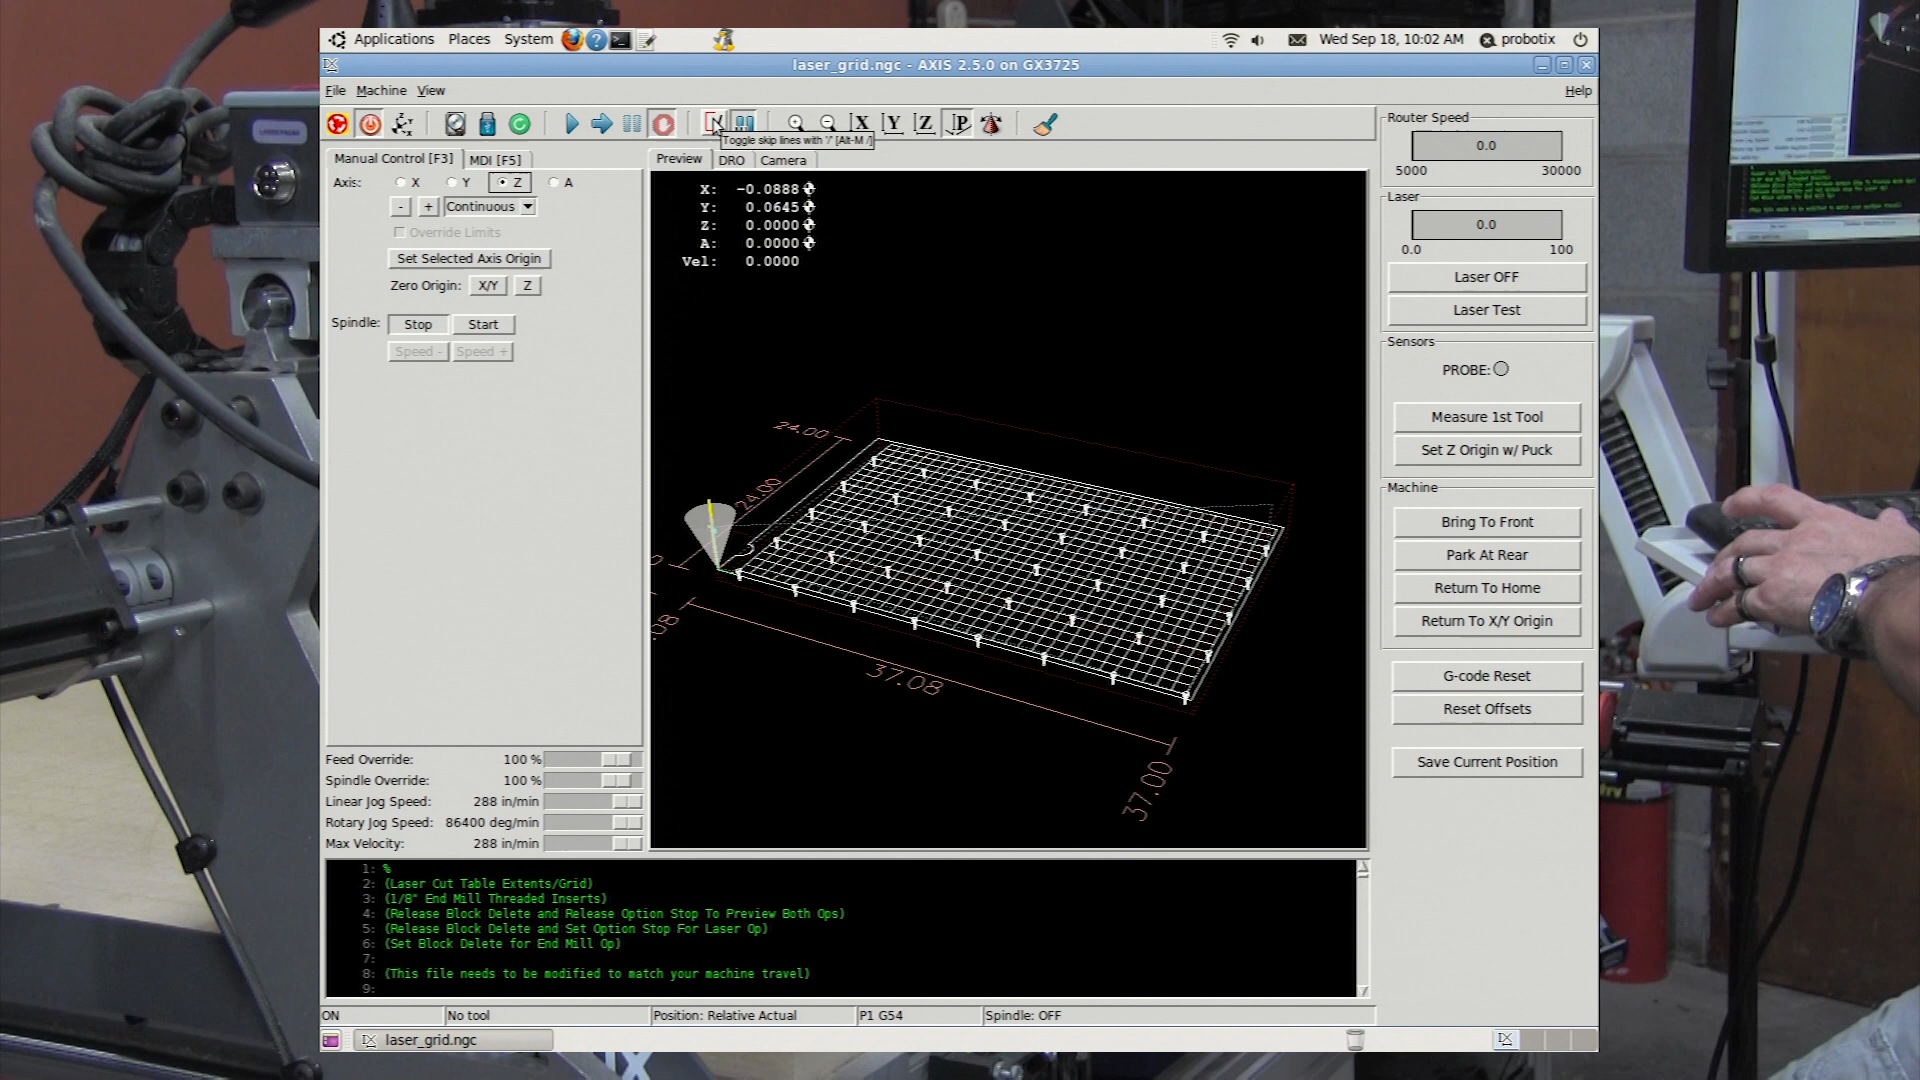 Applications Places System
Wed Sep 18, 10:02 AM probotix
laser_grid.ngc - AXIS 2.5.0 on GX3725
File Machine View Help
Toggle skip lines with '/' [Alt-M /]
X Y Z P
Manual Control [F3] MDI [F5]
Axis: X Y Z A
- + Continuous
Override Limits
Set Selected Axis Origin
Zero Origin: X/Y Z
Spindle: Stop Start
Speed - Speed +
Feed Override: 100 %
Spindle Override: 100 %
Linear Jog Speed: 288 in/min
Rotary Jog Speed: 86400 deg/min
Max Velocity: 288 in/min
Preview DRO Camera
X: -0.0888
Y: 0.0645
Z: 0.0000
A: 0.0000
Vel: 0.0000
24.00
24.00
37.08
37.00
Router Speed
0.0
5000 30000
Laser
0.0
0.0 100
Laser OFF
Laser Test
Sensors
PROBE:
Measure 1st Tool
Set Z Origin w/ Puck
Machine
Bring To Front
Park At Rear
Return To Home
Return To X/Y Origin
G-code Reset
Reset Offsets
Save Current Position
1: %
2: (Laser Cut Table Extents/Grid)
3: (1/8" End Mill Threaded Inserts)
4: (Release Block Delete and Release Option Stop To Preview Both Ops)
5: (Release Block Delete and Set Option Stop For Laser Op)
6: (Set Block Delete for End Mill Op)
7:
8: (This file needs to be modified to match your machine travel)
9:
ON No tool Position: Relative Actual P1 G54 Spindle: OFF
laser_grid.ngc